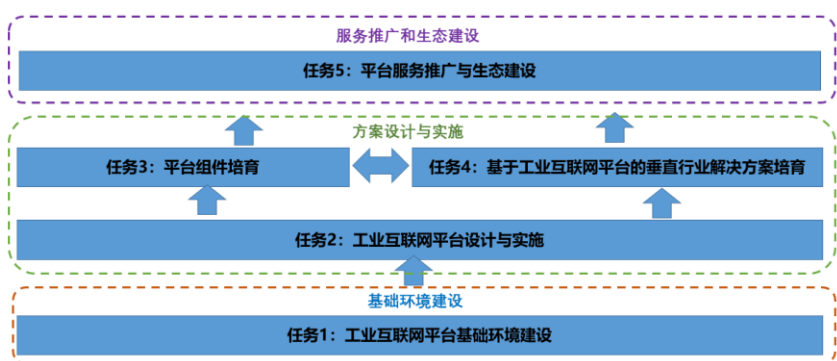 服务推广和生态建设
任务5：平台服务推广与生态建设
方案设计与实施
任务3：平台组件培育
任务4：基于工业互联网平台的垂直行业解决方案培育
任务2：工业互联网平台设计与实施
基础环境建设
任务1：工业互联网平台基础环境建设